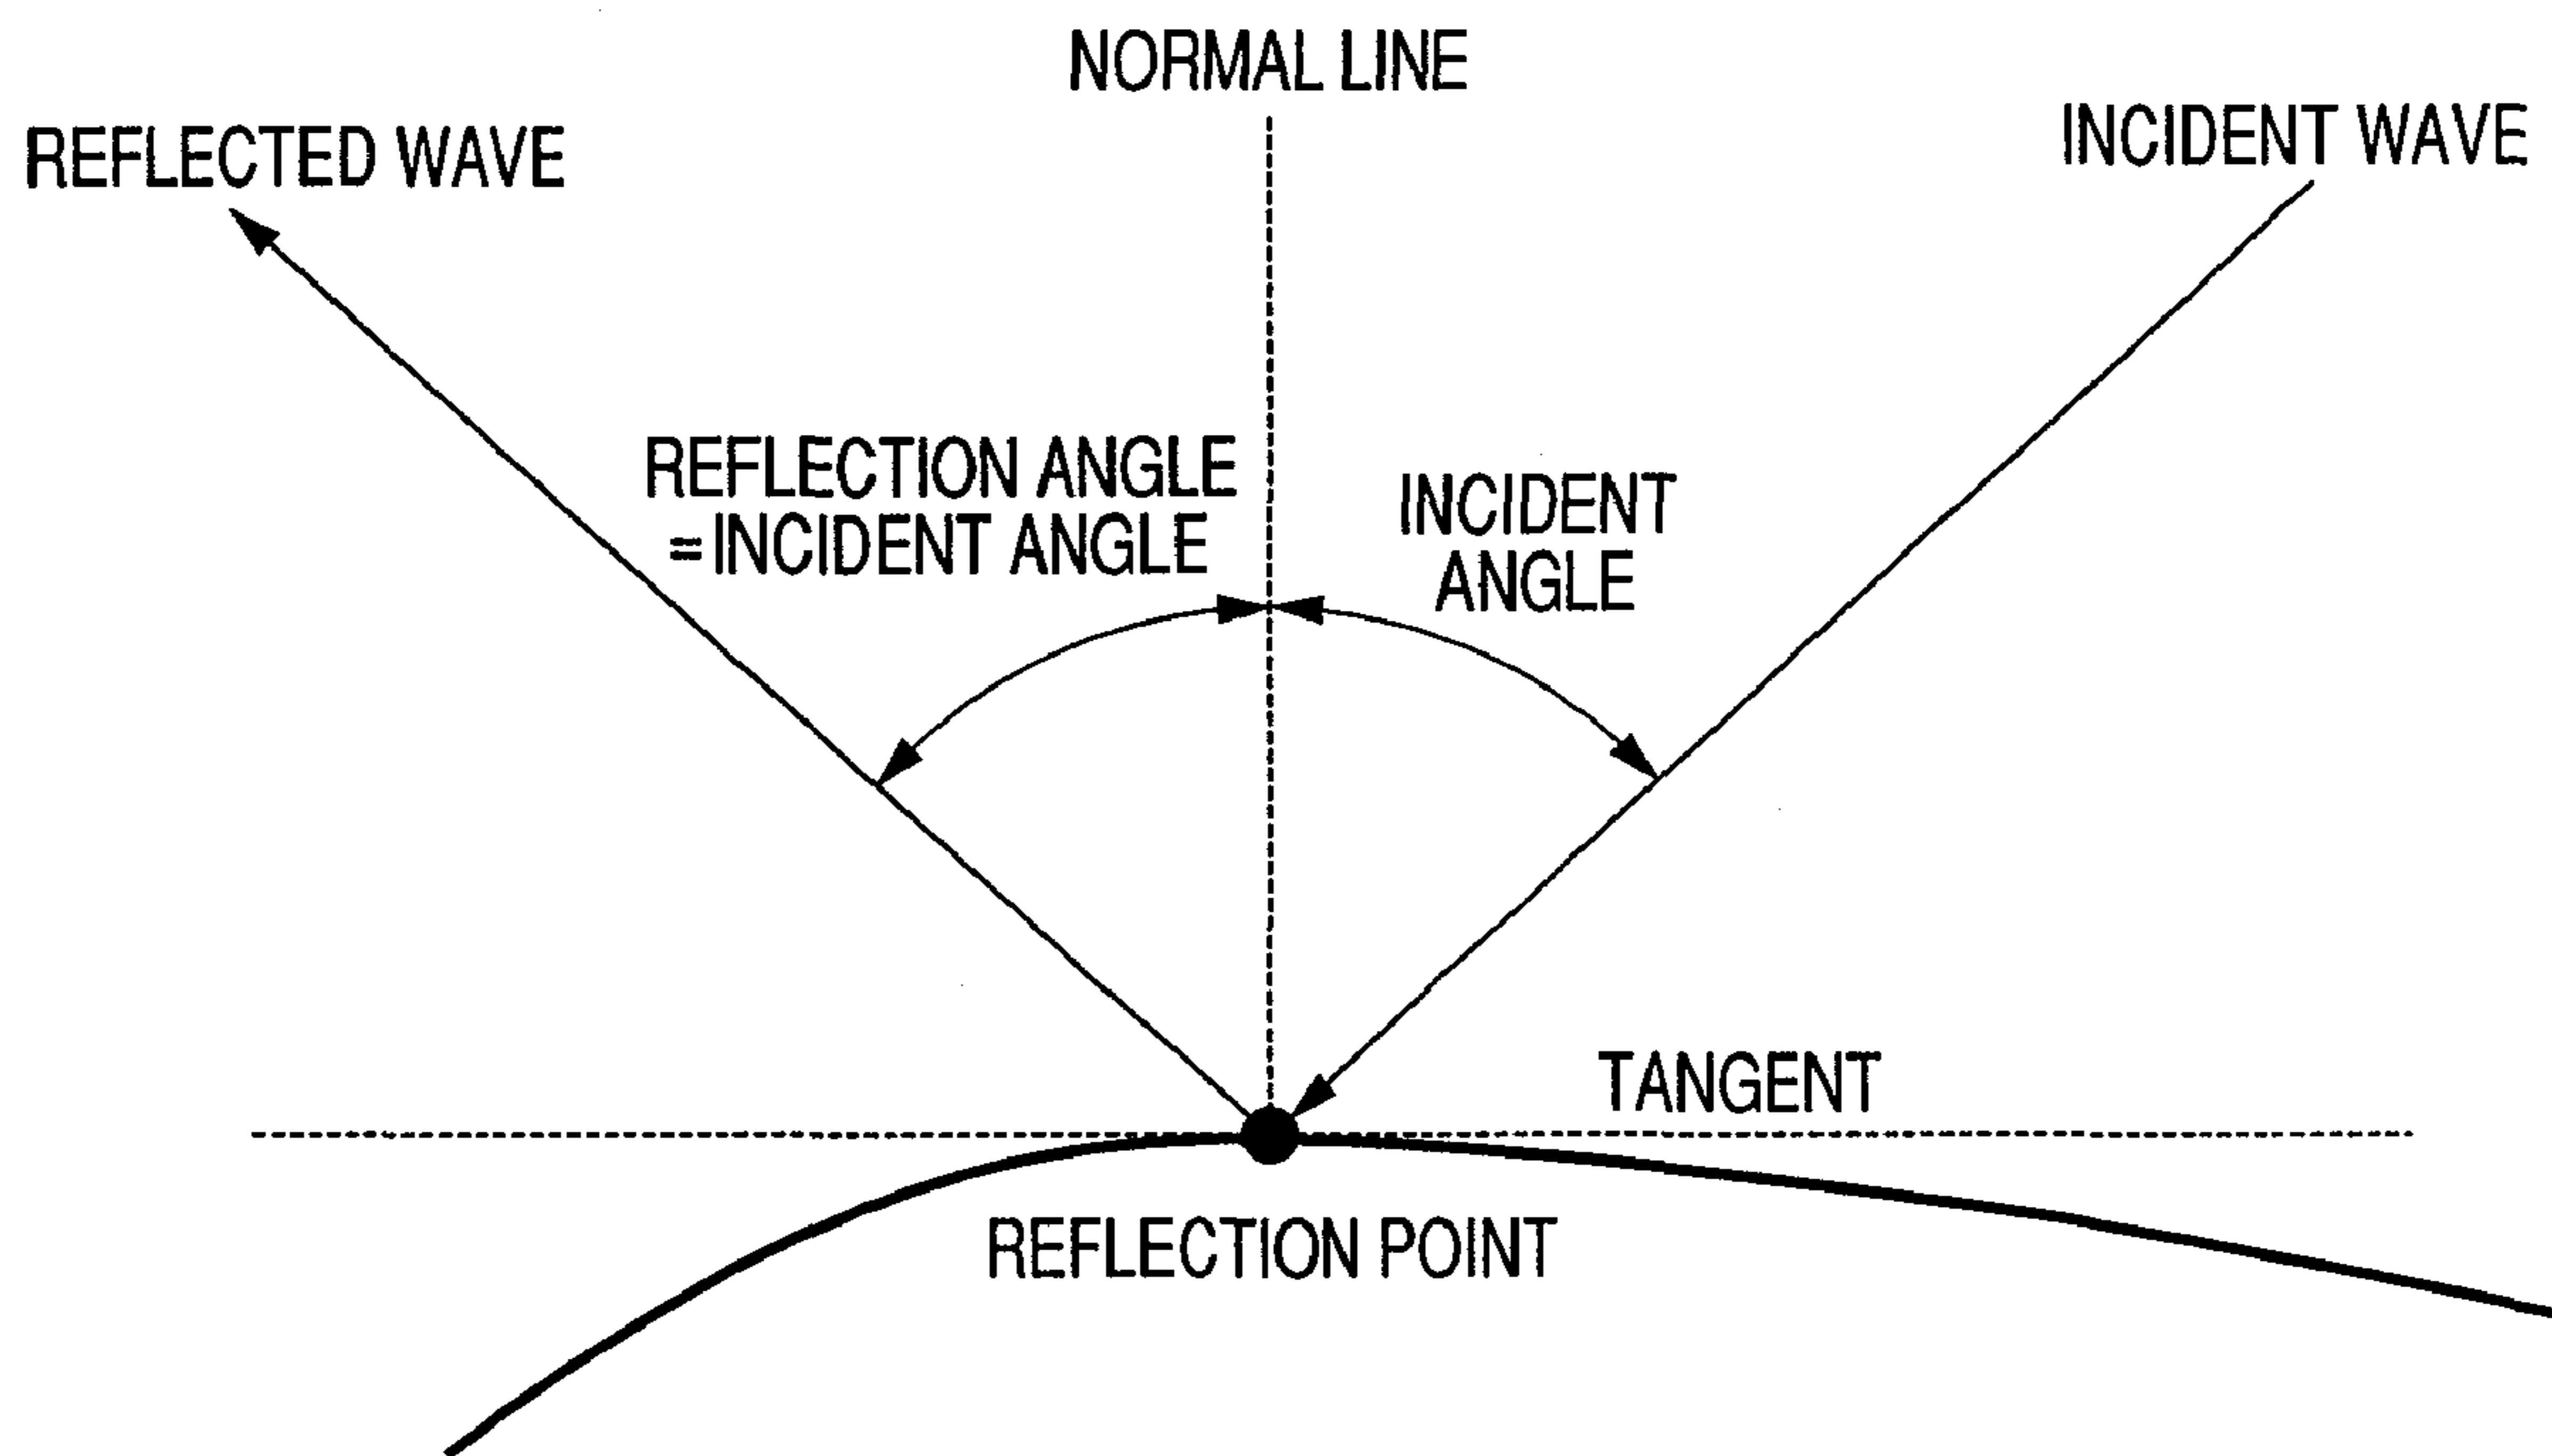 NORMAL LINE
REFLECTED WAVE
INCIDENT WAVE
REFLECTION ANGLE
=INCIDENT ANGLE
INCIDENT
ANGLE
TANGENT
REFLECTION POINT